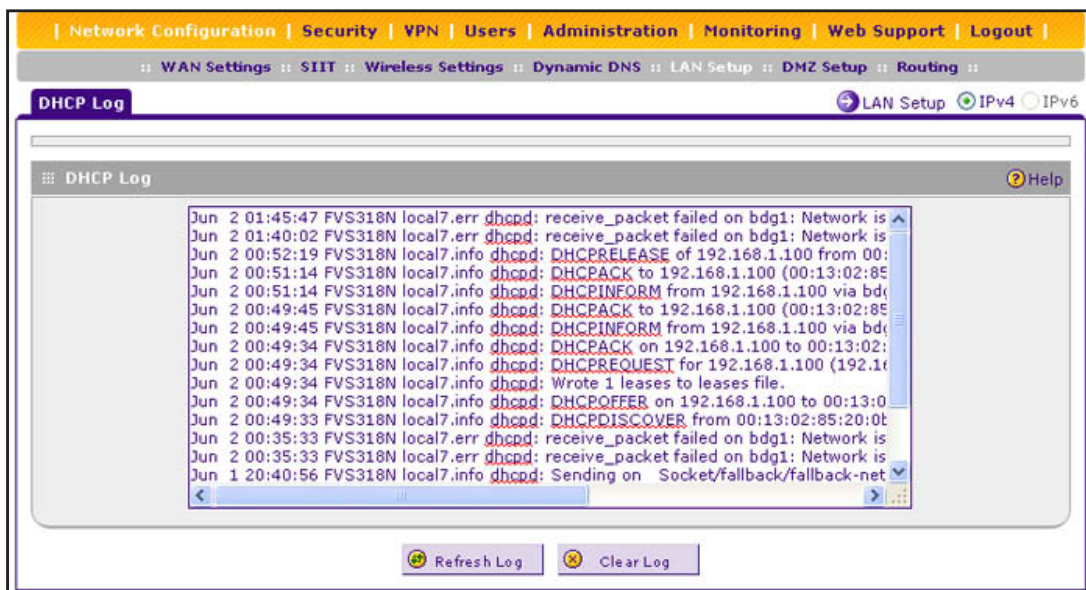 | Network Configuration | Security | VPN | Users | Administration | Monitoring | Web Support | Logout |
:: WAN Settings :: SIIT :: Wireless Settings :: Dynamic DNS :: LAN Setup :: DMZ Setup :: Routing ::
DHCP Log
LAN Setup IPv4 IPv6
DHCP Log
Help
Jun 2 01:45:47 FVS318N local7.err dhcpd: receive_packet failed on bdg1: Network is
Jun 2 01:40:02 FVS318N local7.err dhcpd: receive_packet failed on bdg1: Network is
Jun 2 00:52:19 FVS318N local7.info dhcpd: DHCPRELEASE of 192.168.1.100 from 00:
Jun 2 00:51:14 FVS318N local7.info dhcpd: DHCPACK to 192.168.1.100 (00:13:02:85
Jun 2 00:51:14 FVS318N local7.info dhcpd: DHCPINFORM from 192.168.1.100 via bdg
Jun 2 00:49:45 FVS318N local7.info dhcpd: DHCPACK to 192.168.1.100 (00:13:02:85
Jun 2 00:49:45 FVS318N local7.info dhcpd: DHCPINFORM from 192.168.1.100 via bdg
Jun 2 00:49:34 FVS318N local7.info dhcpd: DHCPACK on 192.168.1.100 to 00:13:02:
Jun 2 00:49:34 FVS318N local7.info dhcpd: DHCPREQUEST for 192.168.1.100 (192.16
Jun 2 00:49:34 FVS318N local7.info dhcpd: Wrote 1 leases to leases file.
Jun 2 00:49:34 FVS318N local7.info dhcpd: DHCPOFFER on 192.168.1.100 to 00:13:0
Jun 2 00:49:33 FVS318N local7.info dhcpd: DHCPDISCOVER from 00:13:02:85:20:0b
Jun 2 00:35:33 FVS318N local7.err dhcpd: receive_packet failed on bdg1: Network is
Jun 2 00:35:33 FVS318N local7.err dhcpd: receive_packet failed on bdg1: Network is
Jun 1 20:40:56 FVS318N local7.info dhcpd: Sending on Socket/fallback/fallback-net
Refresh Log
Clear Log